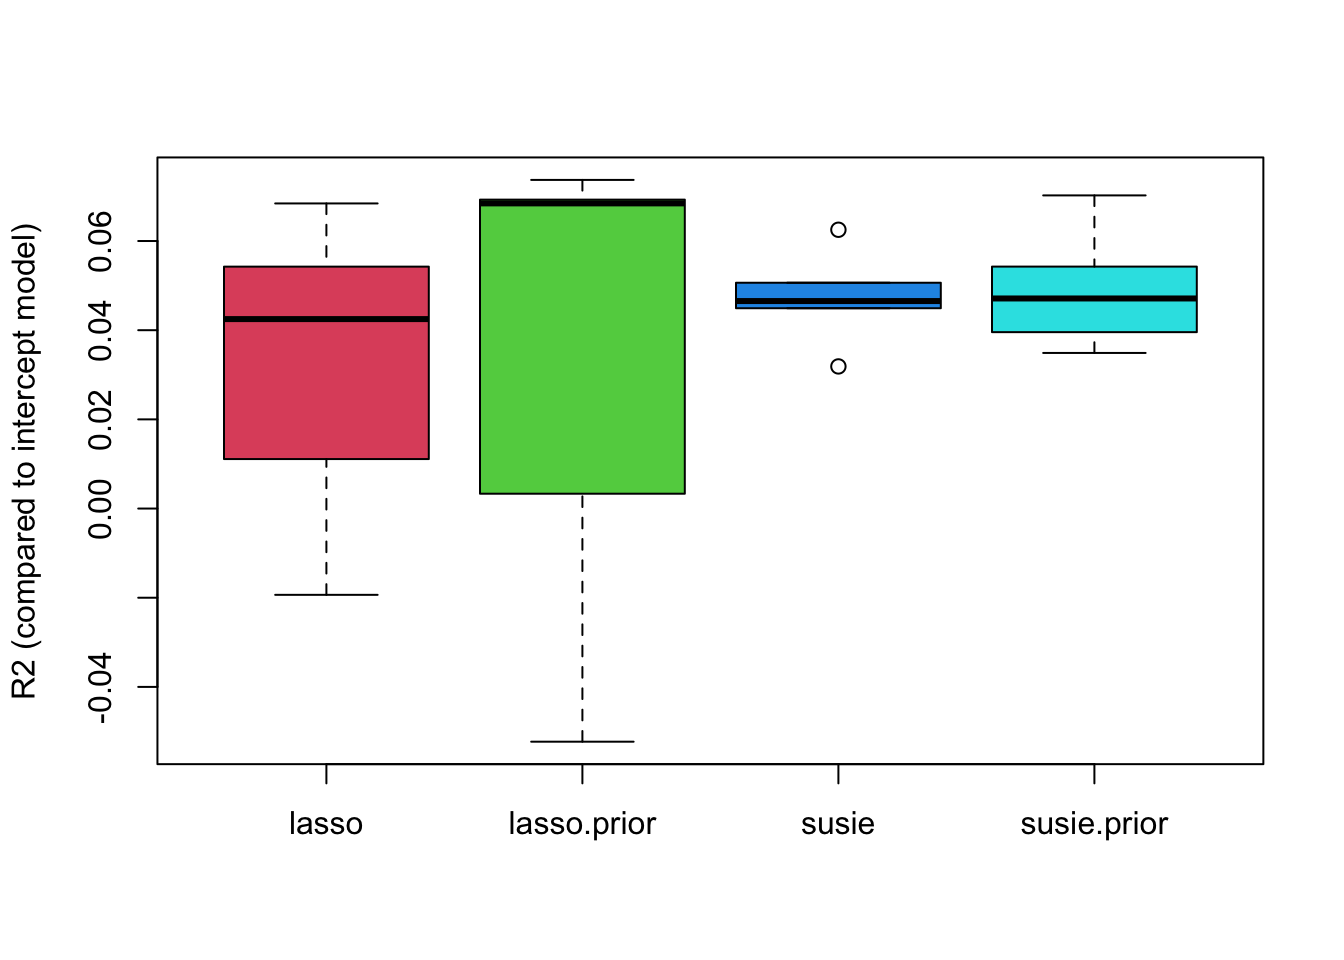 R2 (compared to intercept model)
0.06
0.04
0.02
0.00
-0.04
lasso
lasso.prior
susie
susie.prior